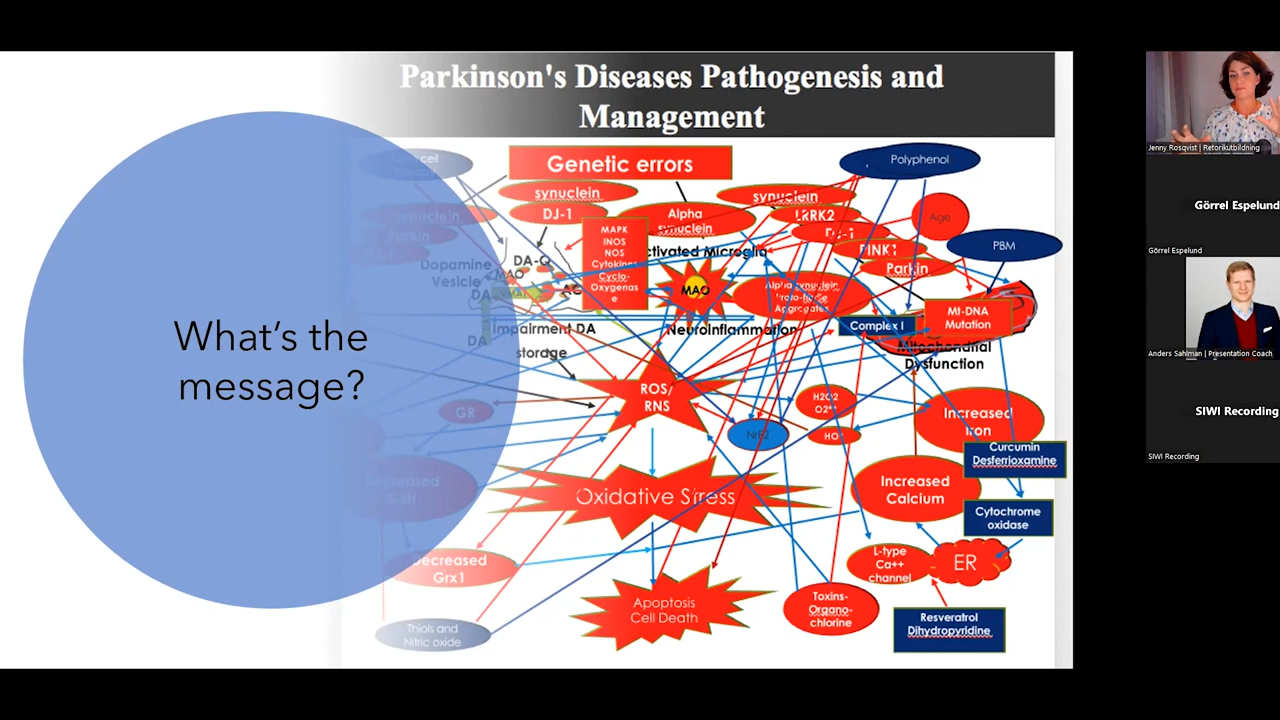 Parkinson's Diseases Pathogenesis and
Management
What's the
message?
Genetic errors
Polyphenol
synuclein
DJ-1
Alpha
synuclein
synuclein
LRRK2
DJ-1
PINK1
Parkin
Age
PBM
MAPK
INOS
NOS
Cytokines
Cyclo-
Oxygenas
e
ctivated Microglia
Dopamine
Vesicle
DA-Q
MAO
DA
DA
MAO
Alpha synuclein
Aggregates
Complex I
Mt-DNA
Mutation
Impairment DA
storage
Neuroinflammation
Mitochondrial
Dysfunction
ROS/
RNS
GR
H2O2
HO
Nrf2
Increased
Iron
Curcumin
Desferrioxamine
Decreased
GSH
Oxidative Stress
Increased
Calcium
Cytochrome
oxidase
Decreased
Grx1
L-type
Ca++
channel
ER
Apoptosis
Cell Death
Toxins-
Organo-
chlorine
Resveratrol
Dihydropyridine
Thiols and
Nitric oxide
Jenny Rosqvist | Retorikutbildning
Görrel Espelund
Görrel Espelund
Anders Sahlman | Presentation Coach
SIWI Recording
SIWI Recording